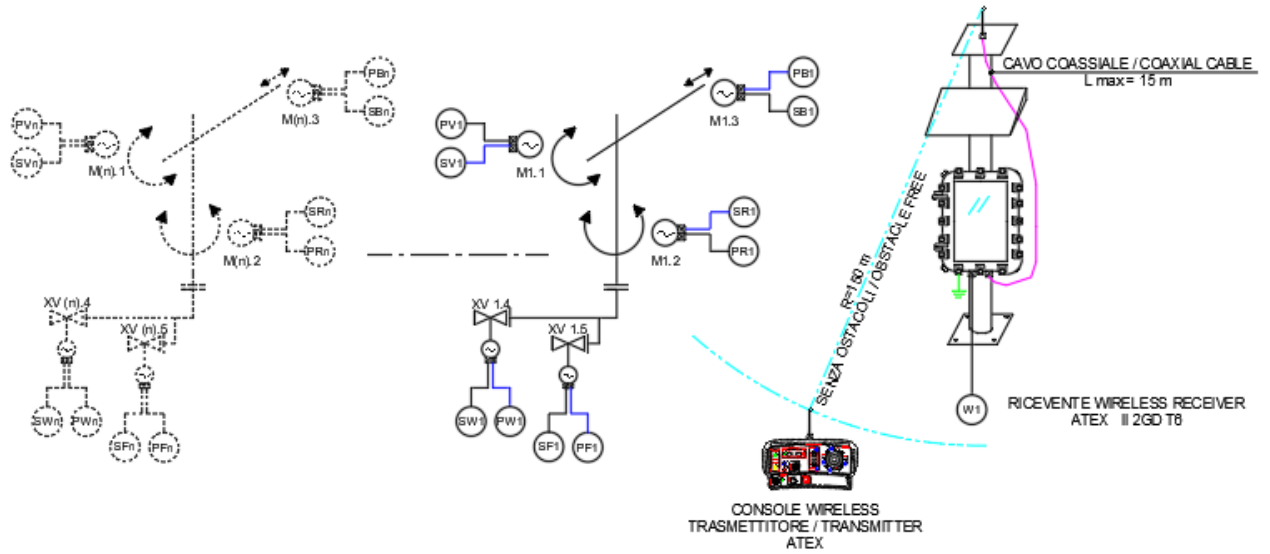 PVn
SVn
M(n).1
M(n).3
PBn
SBn
M(n).2
SRn
PRn
XV (n).4
XV (n).5
SWn
PWn
SFn
PFn
PV1
SV1
M1.1
M1.3
PB1
SB1
M1.2
SR1
PR1
XV 1.4
XV 1.5
SW1
PW1
SF1
PF1
CAVO COASSIALE / COAXIAL CABLE
L max = 15 m
R=150 m
SENZA OSTACOLI / OBSTACLE FREE
W1
RICEVENTE WIRELESS RECEIVER
ATEX II 2GD T6
CONSOLE WIRELESS
TRASMETTITORE / TRANSMITTER
ATEX